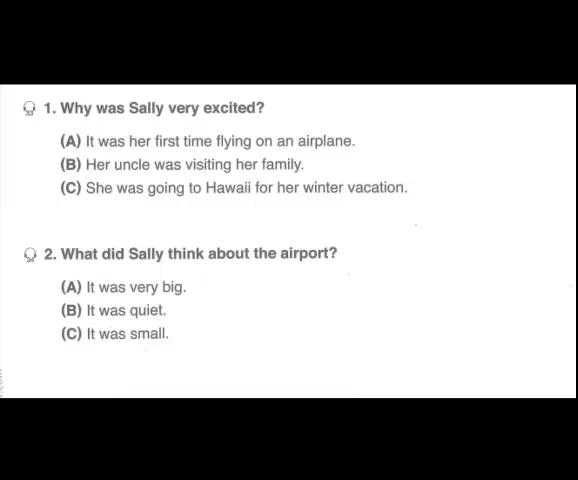 1. Why was Sally very excited?
(A) It was her first time flying on an airplane.
(B) Her uncle was visiting her family.
(C) She was going to Hawaii for her winter vacation.
2. What did Sally think about the airport?
(A) It was very big.
(B) It was quiet.
(C) It was small.